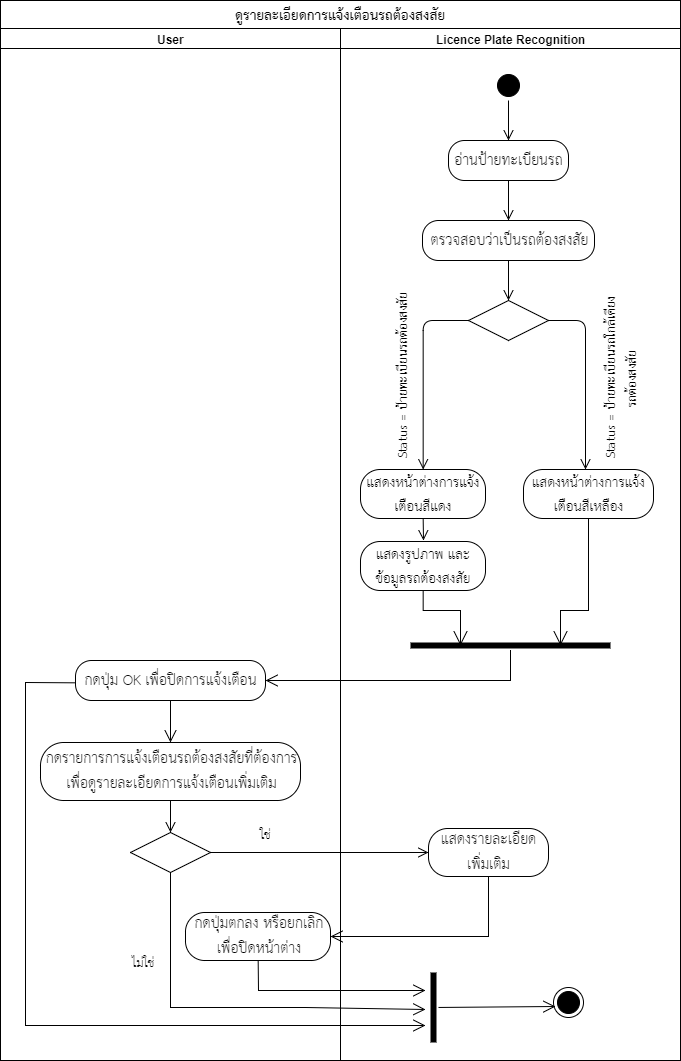 ดูรายละเอียดการแจ้งเตือนรถต้องสงสัย
User
Licence Plate Recognition
อ่านป้ายทะเบียนรถ
ตรวจสอบว่าเป็นรถต้องสงสัย
Status = ป้ายทะเบียนรถต้องสงสัย
Status = ป้ายทะเบียนรถใกล้เคียง
รถต้องสงสัย
แสดงหน้าต่างการแจ้ง
เตือนสีแดง
แสดงหน้าต่างการแจ้ง
เตือนสีเหลือง
แสดงรูปภาพ และ
ข้อมูลรถต้องสงสัย
กดปุ่ม OK เพื่อปิดการแจ้งเตือน
กดรายการการแจ้งเตือนรถต้องสงสัยที่ต้องการ
เพื่อดูรายละเอียดการแจ้งเตือนเพิ่มเติม
ใช่
แสดงรายละเอียด
เพิ่มเติม
กดปุ่มตกลง หรือยกเลิก
เพื่อปิดหน้าต่าง
ไม่ใช่